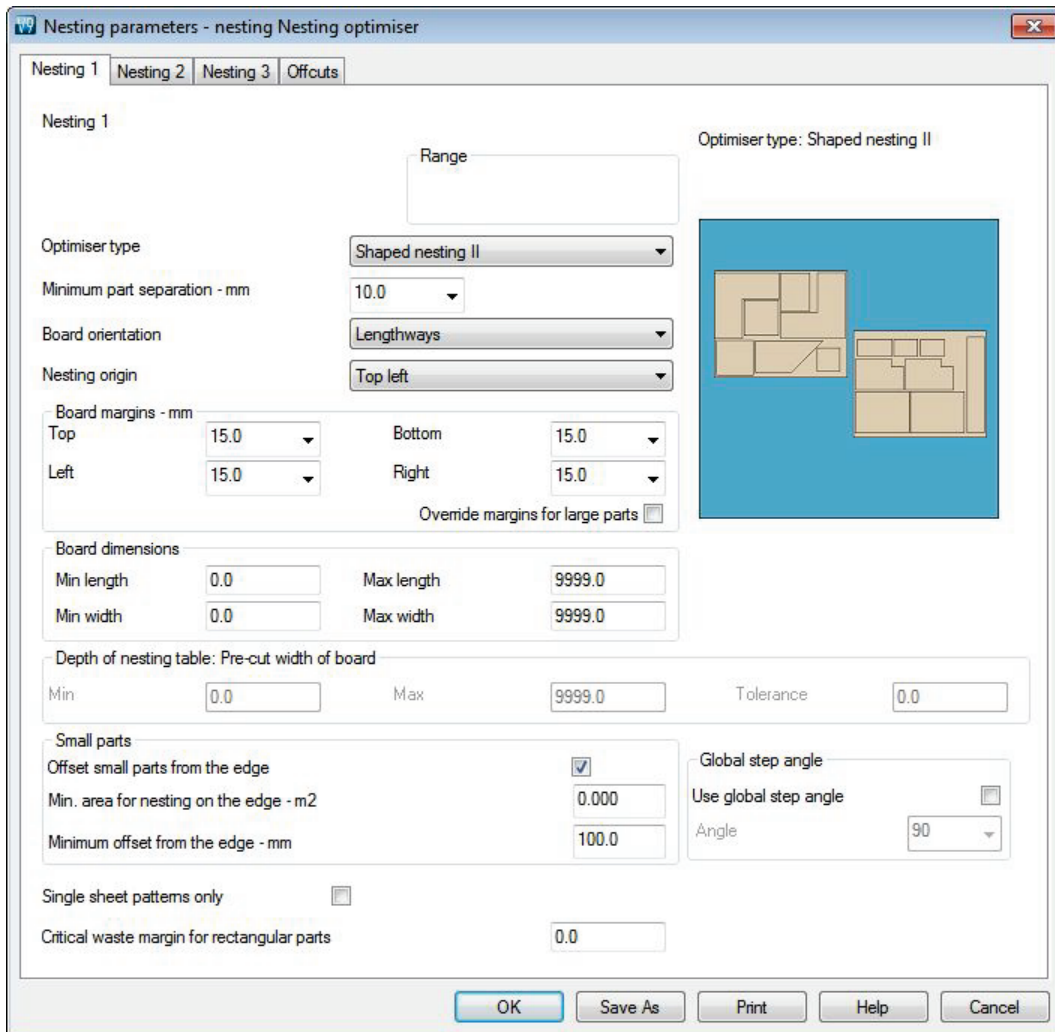 Nesting parameters - nesting Nesting optimiser
Nesting 1 Nesting 2 Nesting 3 Offcuts
Nesting 1
Optimiser type: Shaped nesting II
Range
Optimiser type Shaped nesting II
Minimum part separation - mm 10.0
Board orientation Lengthways
Nesting origin Top left
Board margins - mm
Top 15.0 Bottom 15.0
Left 15.0 Right 15.0
Override margins for large parts
Board dimensions
Min length 0.0 Max length 9999.0
Min width 0.0 Max width 9999.0
Depth of nesting table: Pre-cut width of board
Min 0.0 Max 9999.0 Tolerance 0.0
Small parts
Offset small parts from the edge
Min. area for nesting on the edge - m2 0.000
Minimum offset from the edge - mm 100.0
Global step angle
Use global step angle
Angle 90
Single sheet patterns only
Critical waste margin for rectangular parts 0.0
OK Save As Print Help Cancel